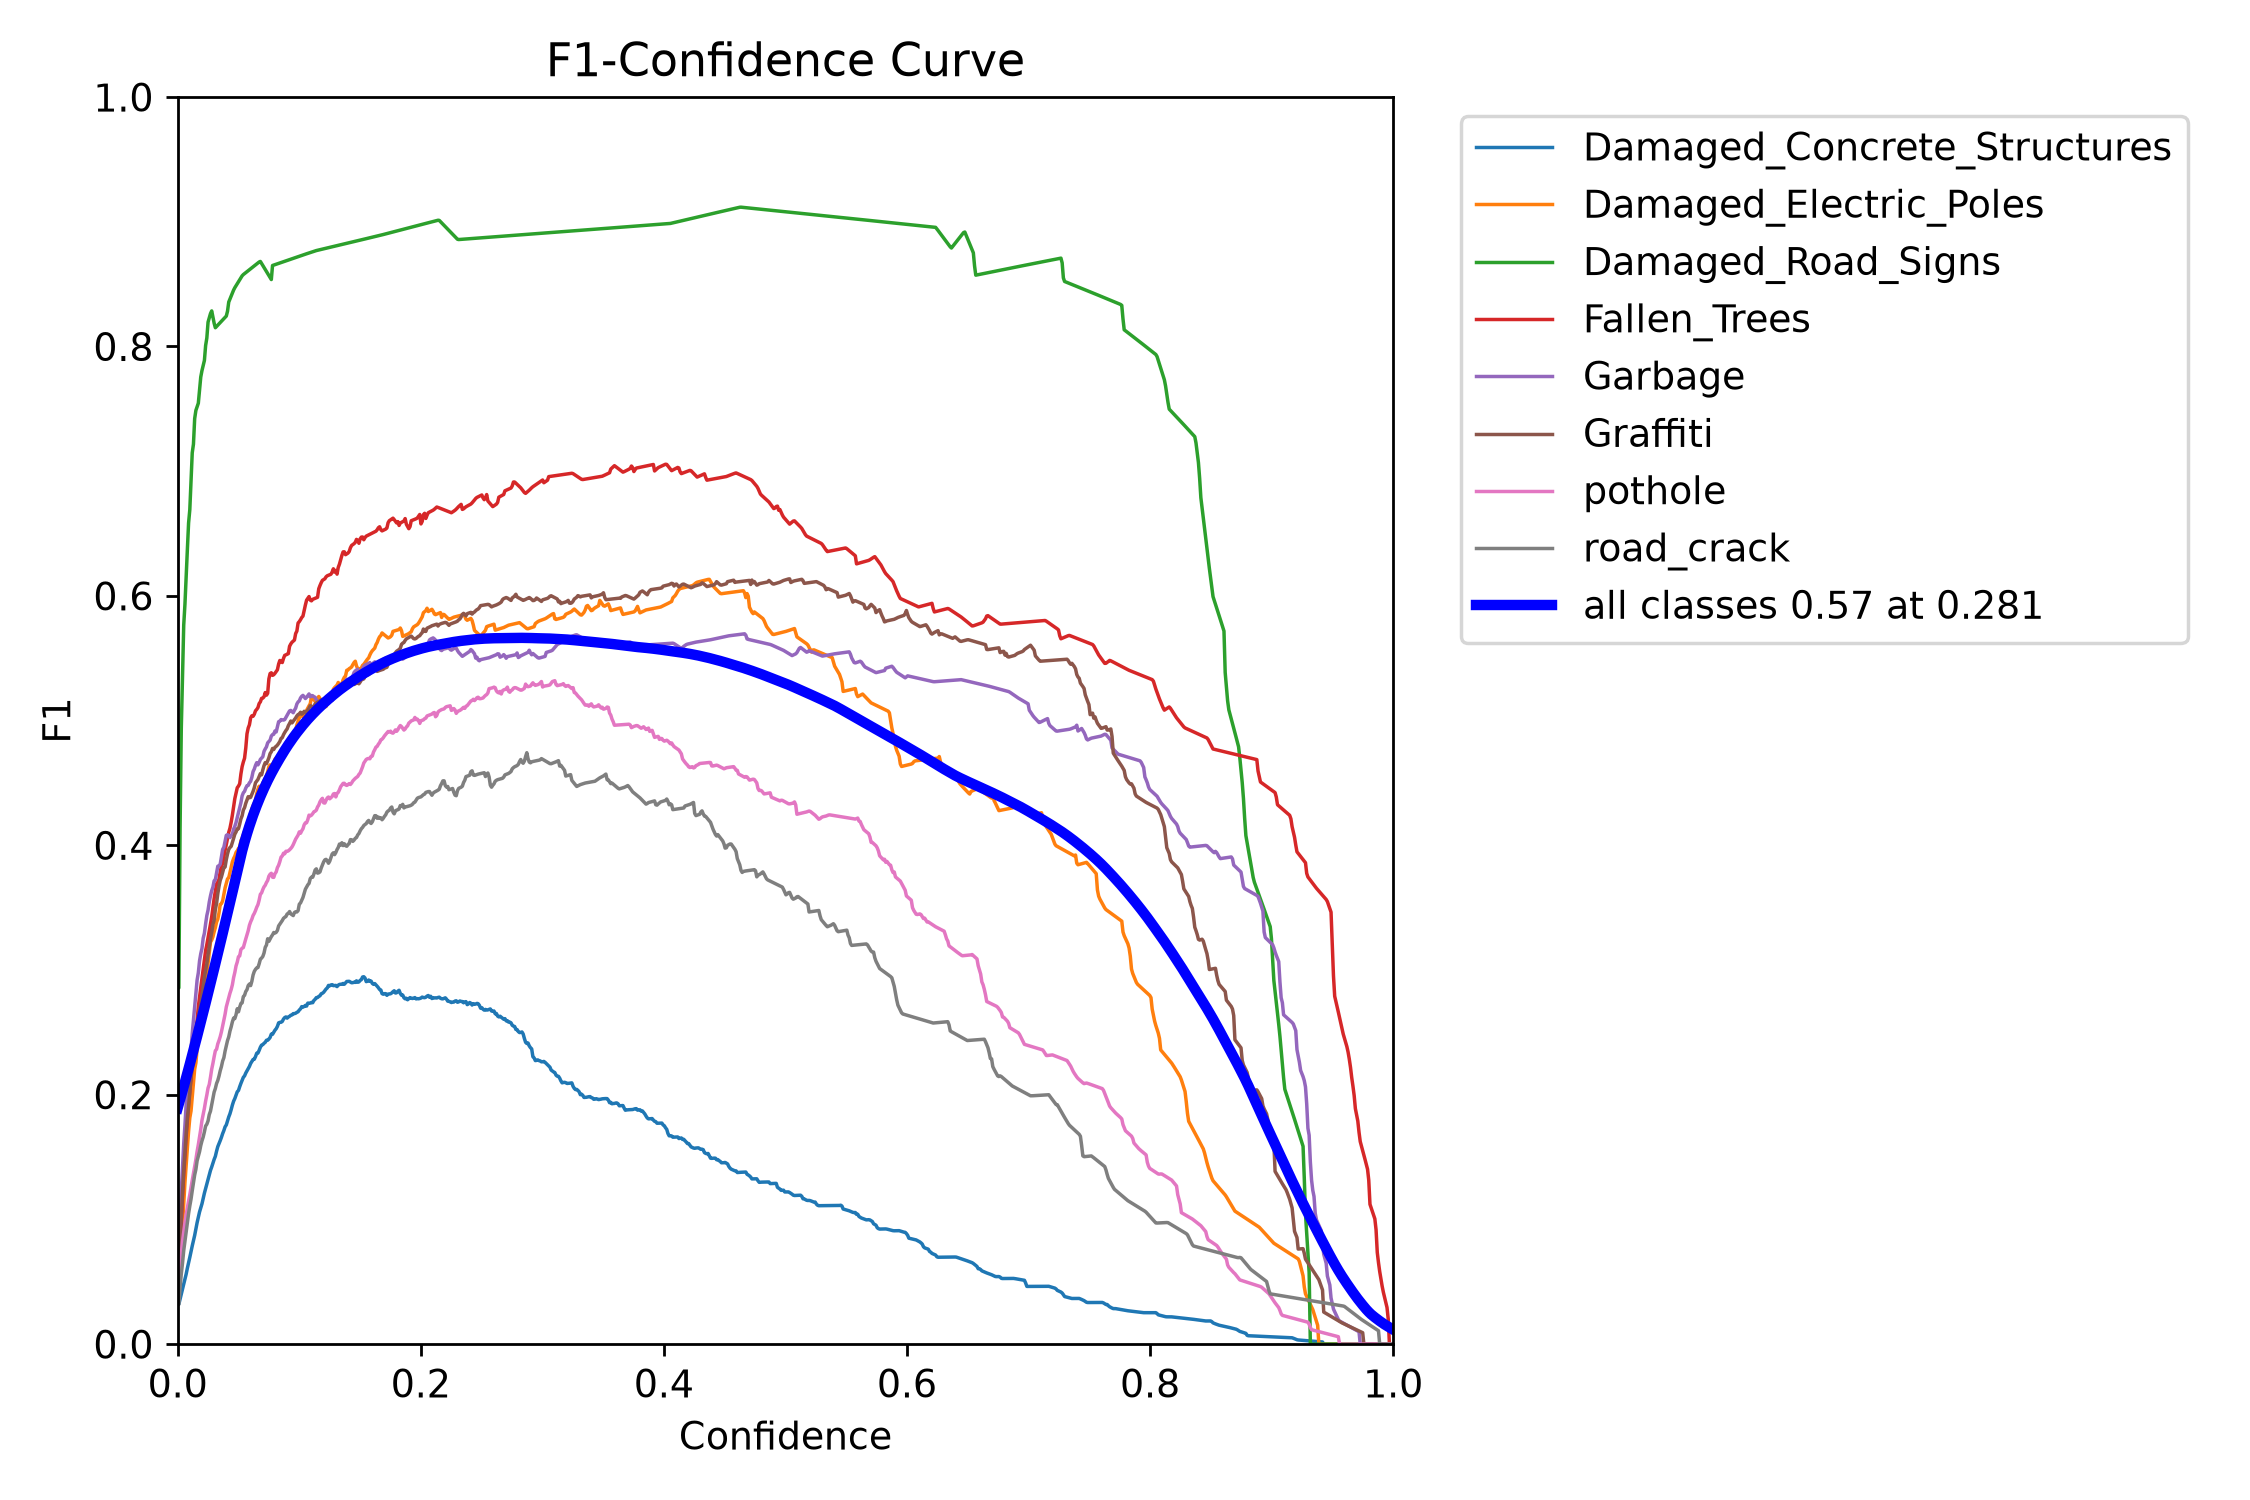 F1-Confidence Curve
1.0
0.8
0.6
0.4
0.2
0.0
F1
0.0 0.2 0.4 0.6 0.8 1.0
Confidence
Damaged_Concrete_Structures
Damaged_Electric_Poles
Damaged_Road_Signs
Fallen_Trees
Garbage
Graffiti
pothole
road_crack
all classes 0.57 at 0.281